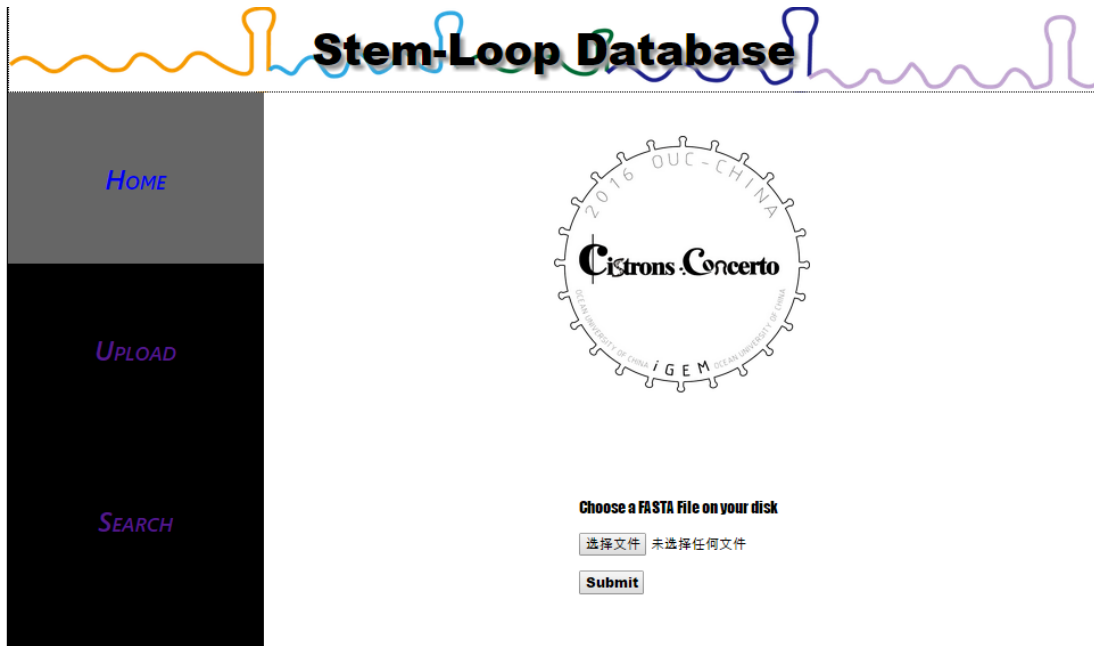 Stem-Loop Database
HOME
UPLOAD
SEARCH
2016 OUC-CHINA
Cistrons Concerto
OCEAN UNIVERSITY OF CHINA iGEM OCEAN UNIVERSITY OF CHINA
Choose a FASTA File on your disk
选择文件 未选择任何文件
Submit